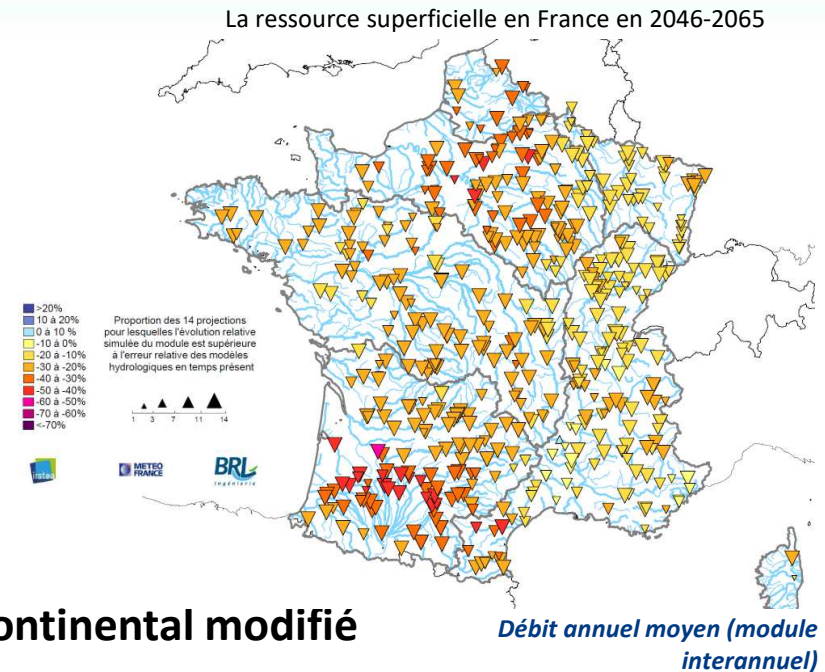 La ressource superficielle en France en 2046-2065
>20%
10 à 20%
0 à 10 %
-10 à 0%
-20 à -10%
-30 à -20%
-40 à -30%
-50 à -40%
-60 à -50%
-70 à -60%
<-70%
Proportion des 14 projections
pour lesquelles l'évolution relative
simulée du module est supérieure
à l'erreur relative des modèles
hydrologiques en temps présent
1 3 7 11 14
irstea
METEO
FRANCE
BRL
Ingénierie
ontinental modifié
Débit annuel moyen (module
interannuel)